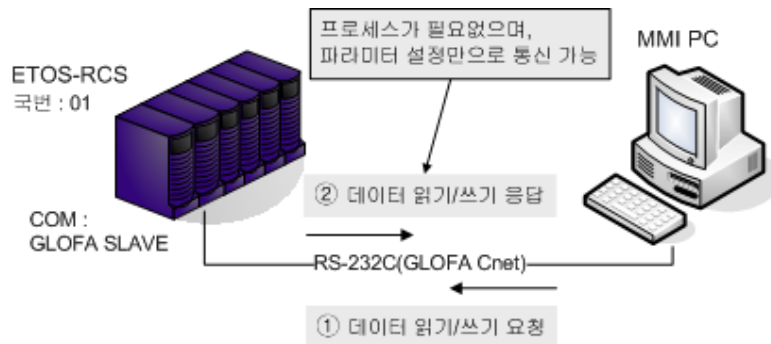 프로세스가 필요없으며,
파라미터 설정만으로 통신 가능
MMI PC
ETOS-RCS
국번 : 01
② 데이터 읽기/쓰기 응답
COM :
GLOFA SLAVE
RS-232C(GLOFA Cnet)
① 데이터 읽기/쓰기 요청